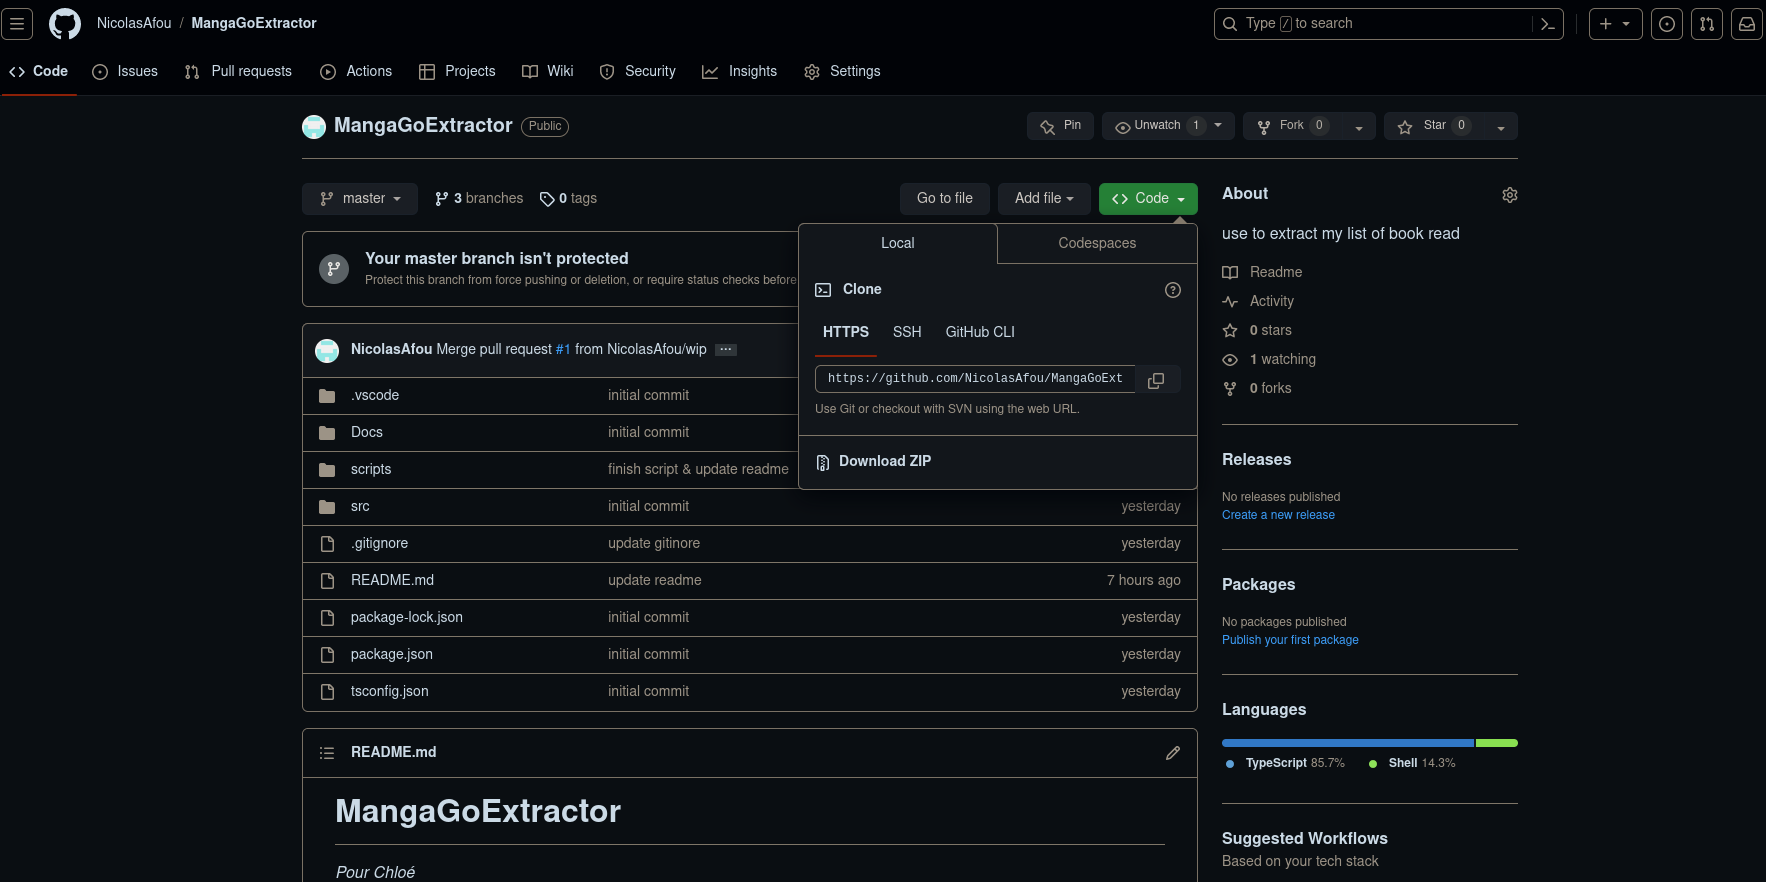 NicolasAfou / MangaGoExtractor
Type / to search
Code Issues Pull requests Actions Projects Wiki Security Insights Settings
MangaGoExtractor Public
Pin Unwatch 1 Fork 0 Star 0
master 3 branches 0 tags
Go to file Add file Code
Local Codespaces
Clone
HTTPS SSH GitHub CLI
https://github.com/NicolasAfou/MangaGoExt
Use Git or checkout with SVN using the web URL.
Download ZIP
Your master branch isn't protected
Protect this branch from force pushing or deletion, or require status checks before
NicolasAfou Merge pull request #1 from NicolasAfou/wip ...
.vscode initial commit
Docs initial commit
scripts finish script & update readme
src initial commit yesterday
.gitignore update gitinore yesterday
README.md update readme 7 hours ago
package-lock.json initial commit yesterday
package.json initial commit yesterday
tsconfig.json initial commit yesterday
README.md
MangaGoExtractor
Pour Chloé
About
use to extract my list of book read
Readme
Activity
0 stars
1 watching
0 forks
Releases
No releases published
Create a new release
Packages
No packages published
Publish your first package
Languages
TypeScript 85.7% Shell 14.3%
Suggested Workflows
Based on your tech stack